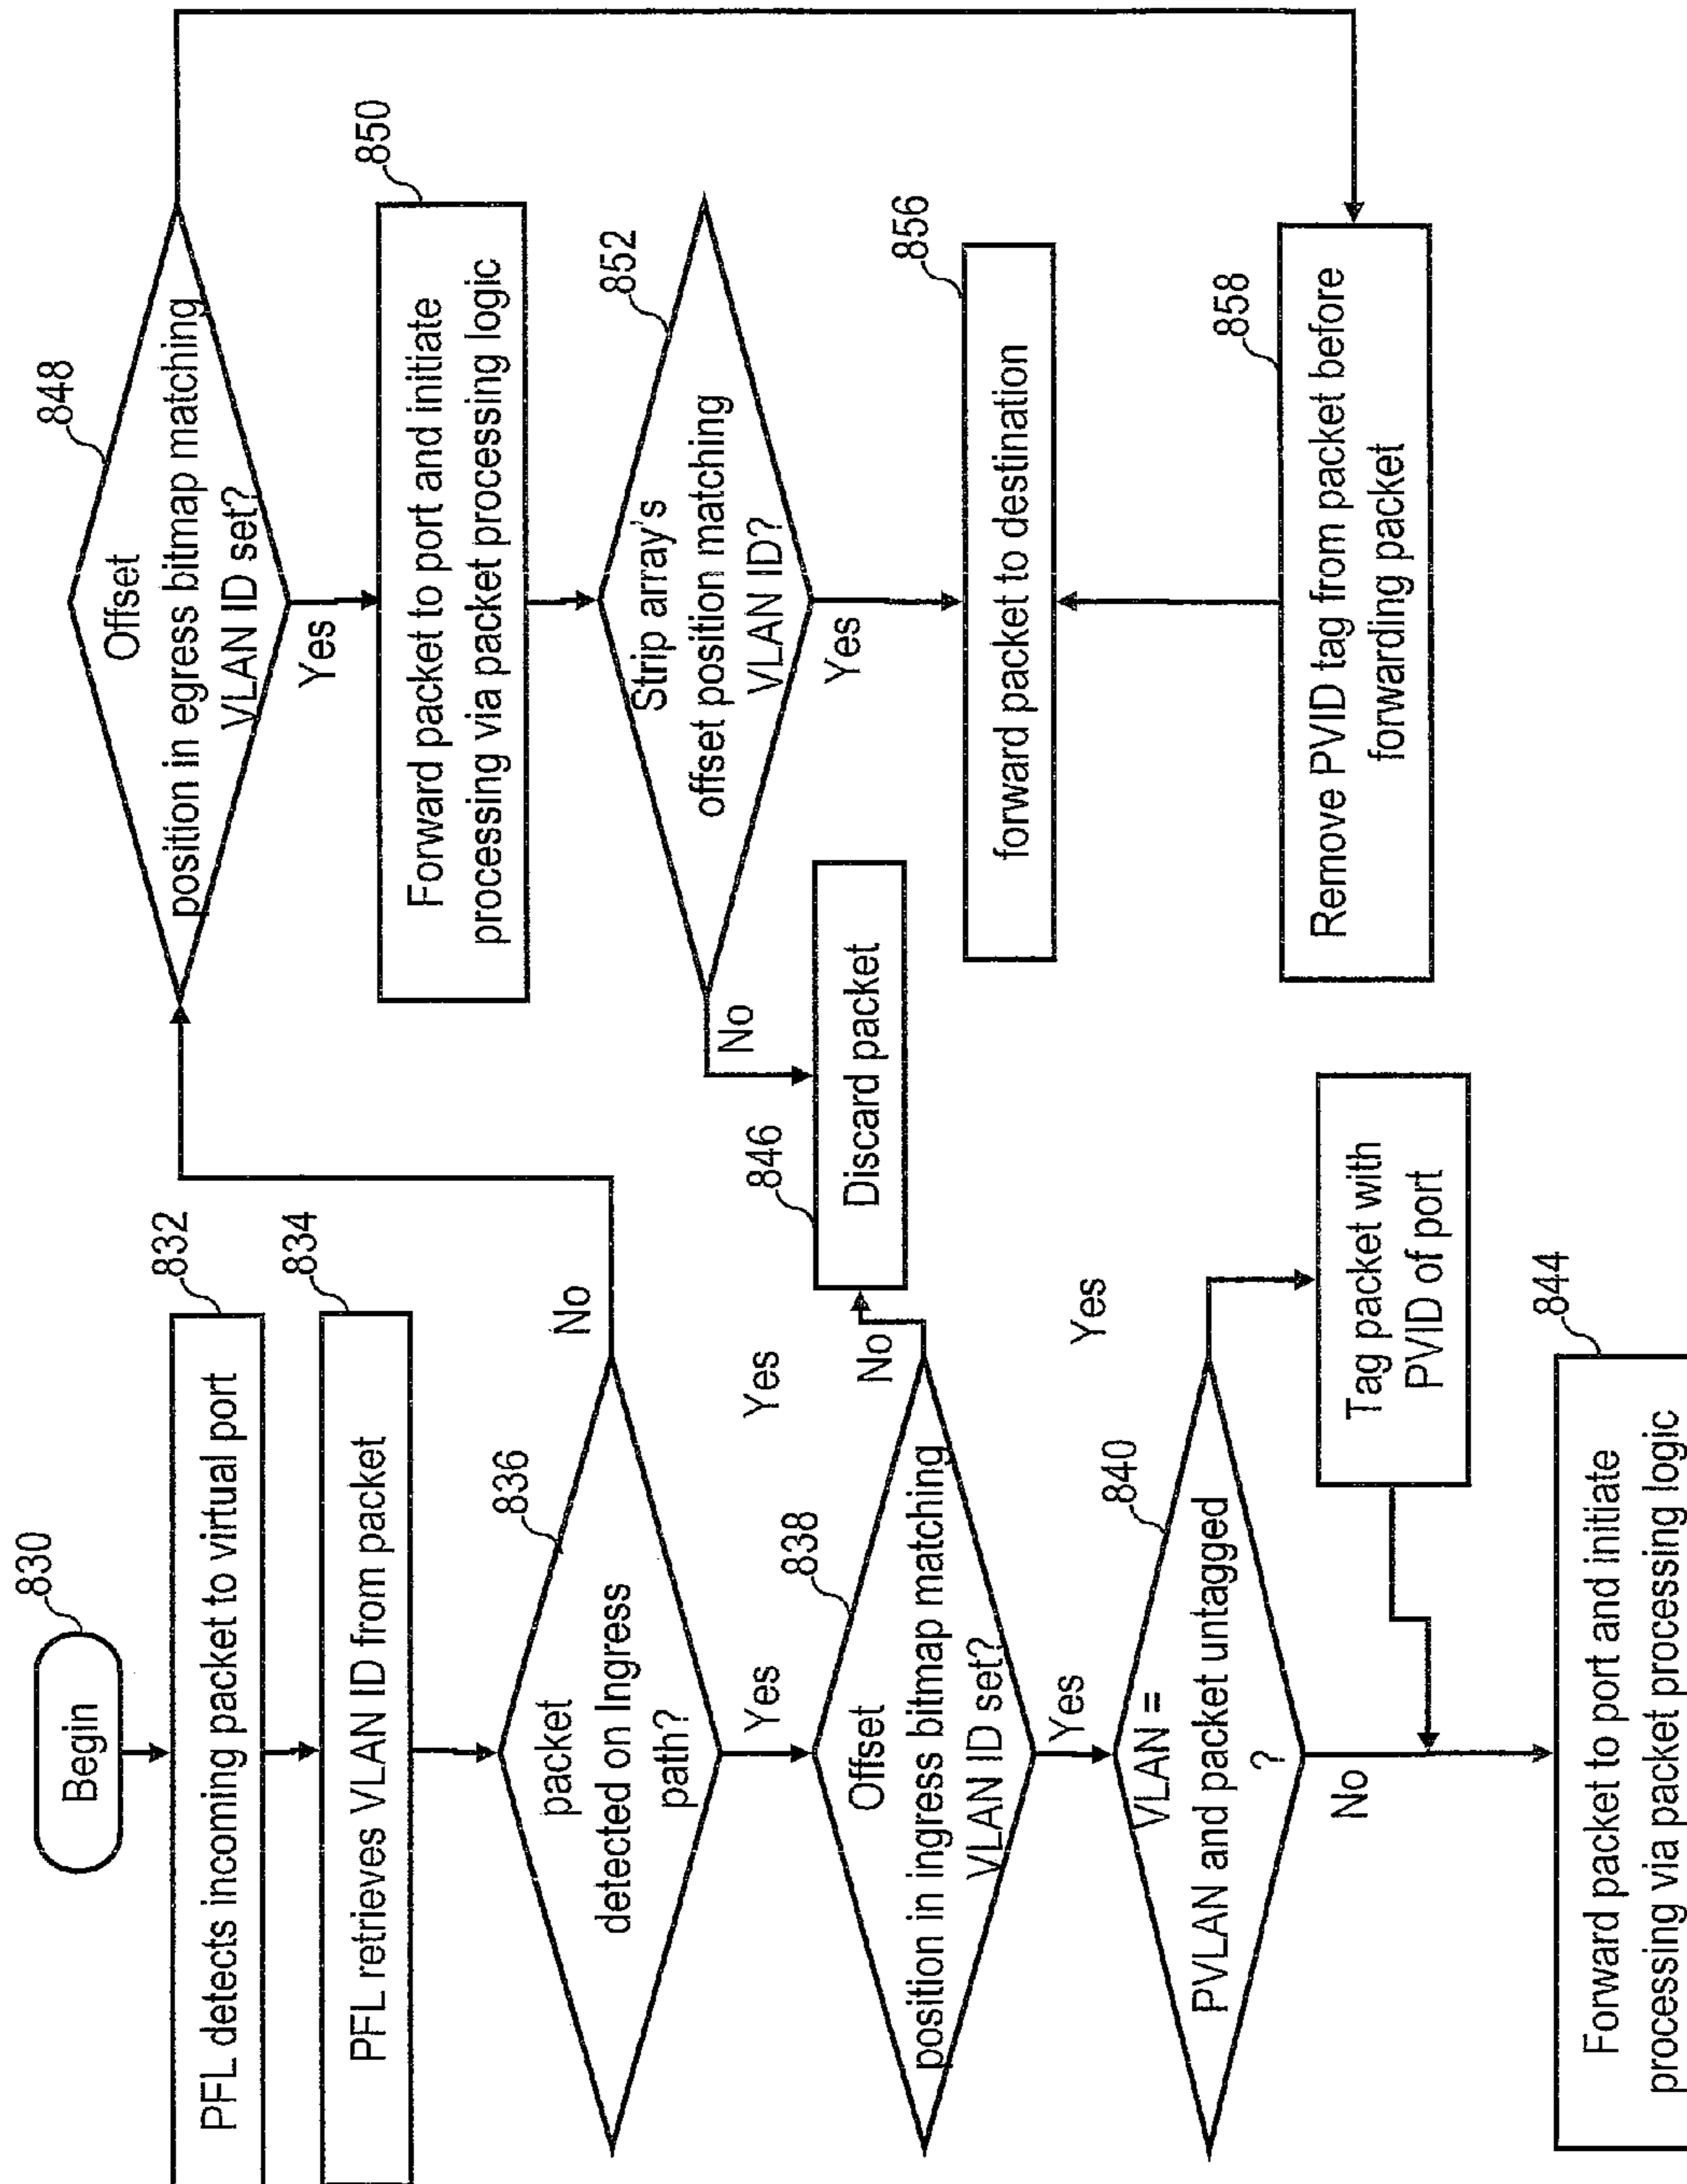 Begin
830
PFL detects incoming packet to virtual port
832
PFL retrieves VLAN ID from packet
834
packet
detected on Ingress
path?
836
No
Yes
Yes
Offset
position in ingress bitmap matching
VLAN ID set?
838
No
Yes
VLAN =
PVLAN and packet untagged
?
840
Yes
No
Tag packet with
PVID of port
Forward packet to port and initiate
processing via packet processing logic
844
Offset
position in egress bitmap matching
VLAN ID set?
848
Yes
Forward packet to port and initiate
processing via packet processing logic
850
Strip array's
offset position matching
VLAN ID?
852
No
Yes
Discard packet
846
forward packet to destination
856
Remove PVID tag from packet before
forwarding packet
858